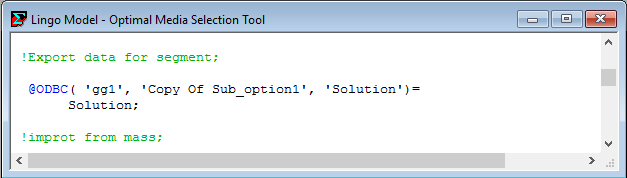 Lingo Model - Optimal Media Selection Tool
!Export data for segment;
@ODBC( 'gg1', 'Copy Of Sub_option1', 'Solution')=
Solution;
!improt from mass;